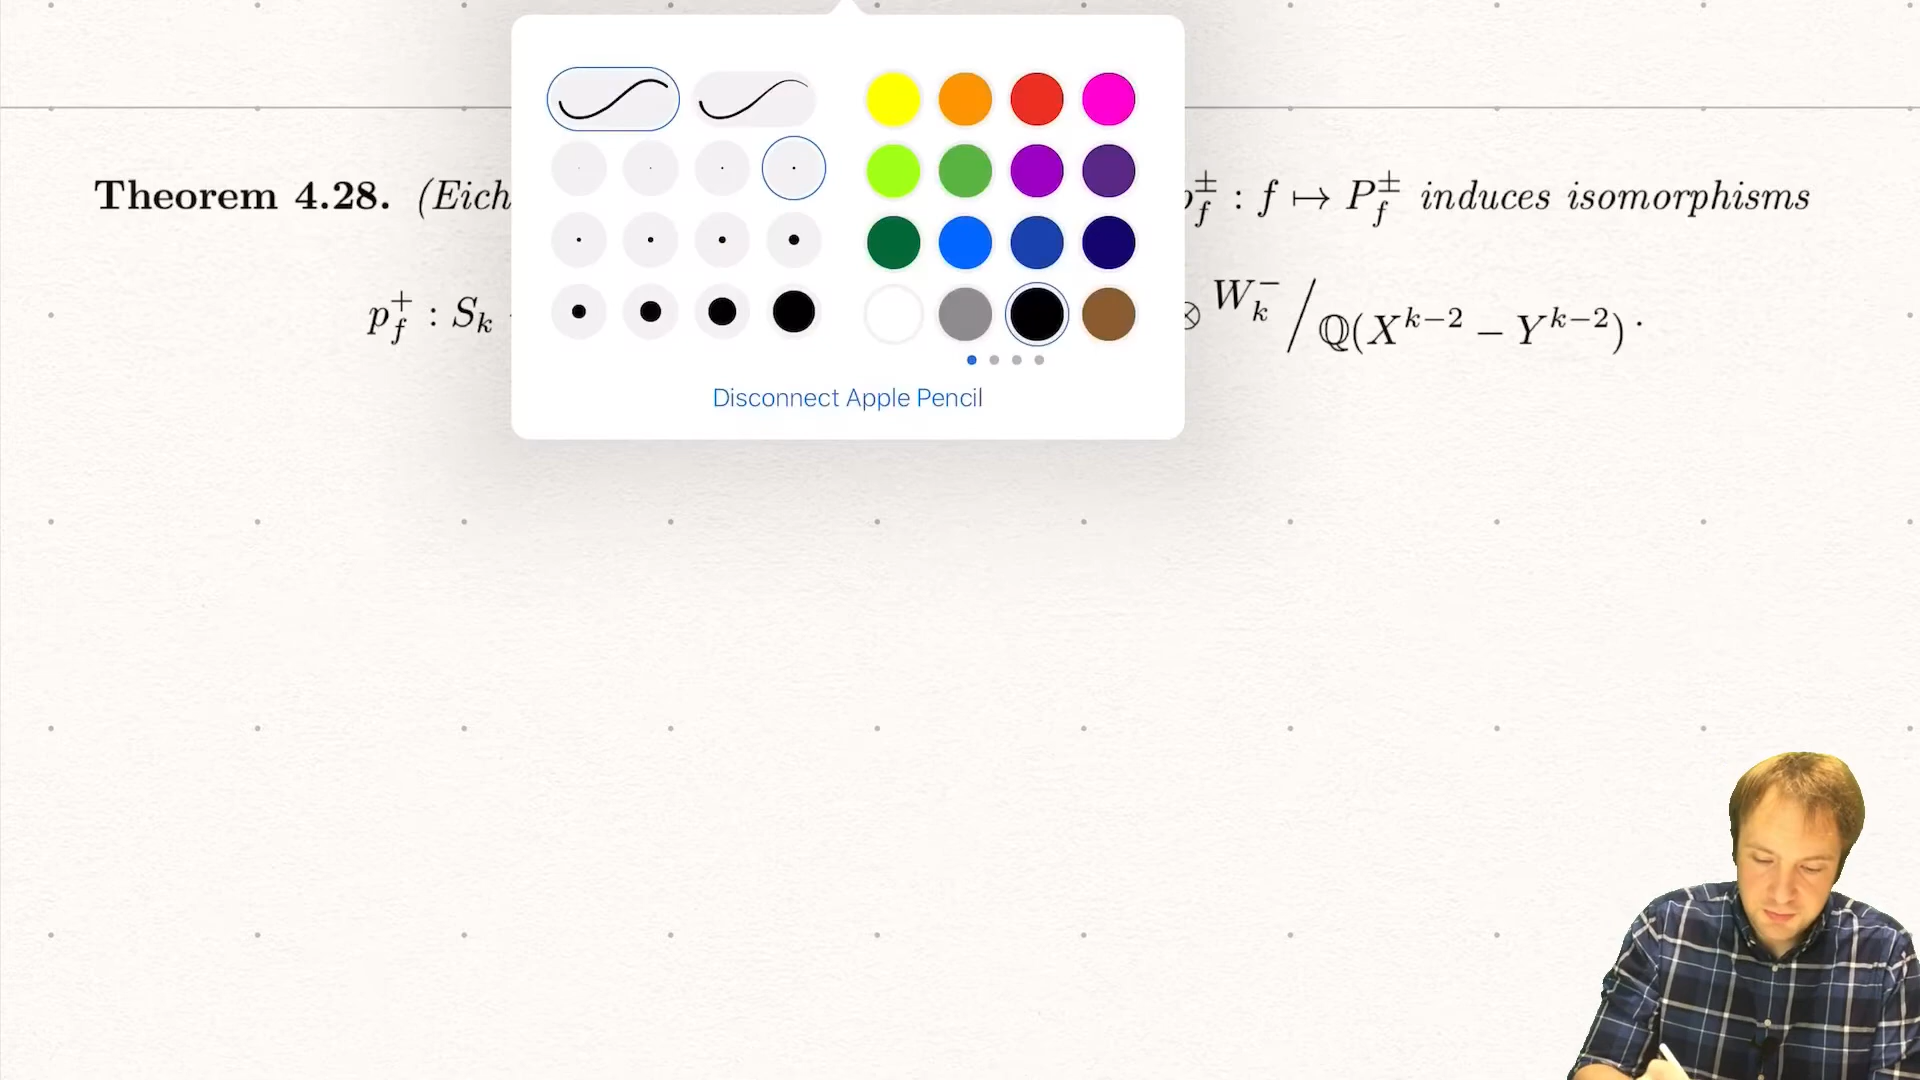 Theorem 4.28. (Eich p_f^± : f ↦ P_f^± induces isomorphisms
p_f^+ : S_k ⊗ W_k^- / ℚ(X^{k−2} − Y^{k−2}) .
Disconnect Apple Pencil